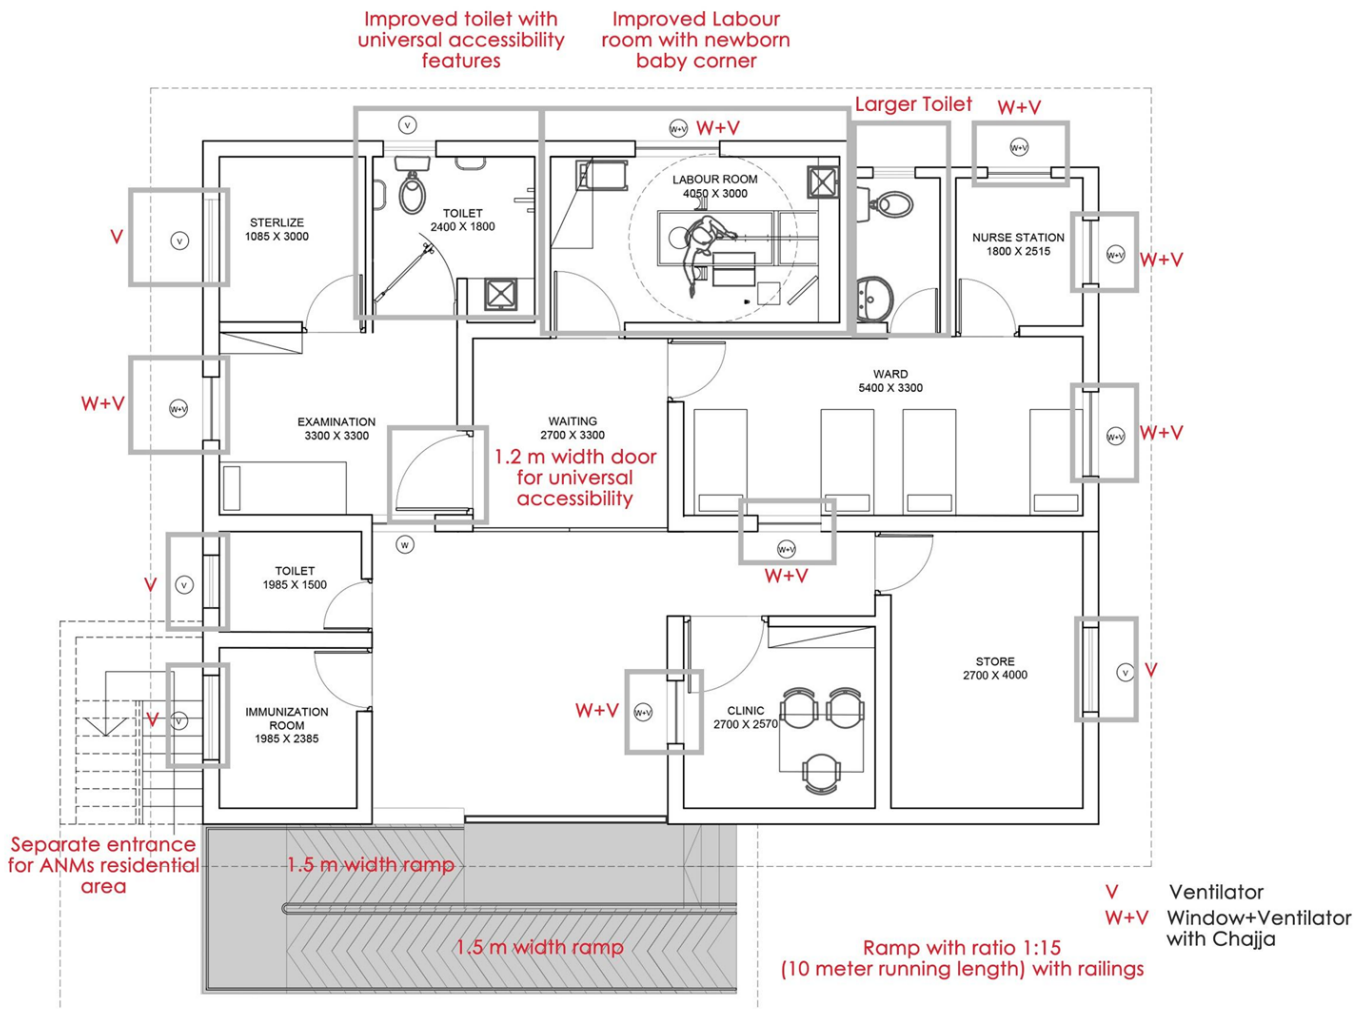 Improved toilet with
universal accessibility
features
Improved Labour
room with newborn
baby corner
Larger Toilet
W+V
V
W+V
W+V
W+V
LABOUR ROOM
4050 X 3000
STERLIZE
1085 X 3000
TOILET
2400 X 1800
NURSE STATION
1800 X 2515
V
V
W+V
W+V
WARD
5400 X 3300
W+V
W+V
EXAMINATION
3300 X 3300
WAITING
2700 X 3300
1.2 m width door
for universal
accessibility
W+V
W+V
W
W+V
W+V
TOILET
1985 X 1500
V
V
STORE
2700 X 4000
V
V
IMMUNIZATION
ROOM
1985 X 2385
V
V
W+V
W+V
CLINIC
2700 X 2570
Separate entrance
for ANMs residential
area
1.5 m width ramp
1.5 m width ramp
Ramp with ratio 1:15
(10 meter running length) with railings
V Ventilator
W+V Window+Ventilator
with Chajja